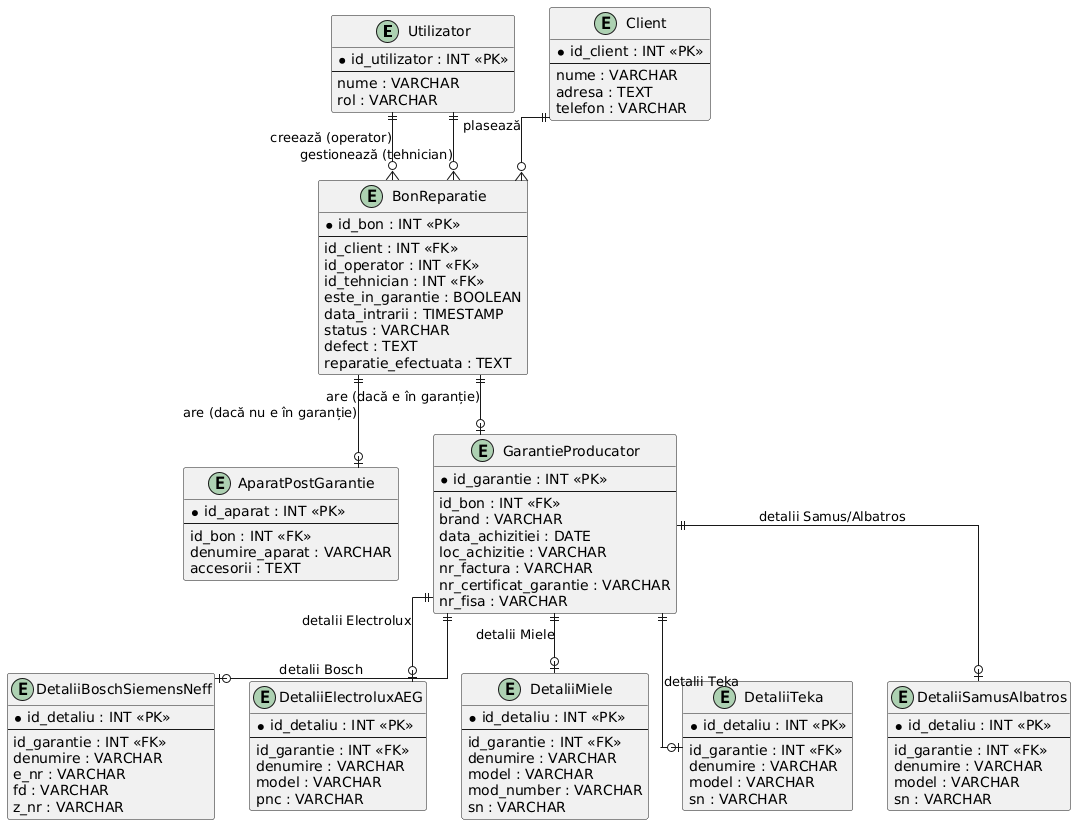 E Utilizator
* id_utilizator : INT «PK»
nume : VARCHAR
rol : VARCHAR
E Client
* id_client : INT «PK»
nume : VARCHAR
adresa : TEXT
telefon : VARCHAR
creează (operator)
gestionează (tehnician)
plasează
E BonReparatie
* id_bon : INT «PK»
id_client : INT «FK»
id_operator : INT «FK»
id_tehnician : INT «FK»
este_in_garantie : BOOLEAN
data_intrarii : TIMESTAMP
status : VARCHAR
defect : TEXT
reparatie_efectuata : TEXT
are (dacă e în garanție)
are (dacă nu e în garanție)
E AparatPostGarantie
* id_aparat : INT «PK»
id_bon : INT «FK»
denumire_aparat : VARCHAR
accesorii : TEXT
E GarantieProducator
* id_garantie : INT «PK»
id_bon : INT «FK»
brand : VARCHAR
data_achizitiei : DATE
loc_achizitie : VARCHAR
nr_factura : VARCHAR
nr_certificat_garantie : VARCHAR
nr_fisa : VARCHAR
detalii Samus/Albatros
detalii Electrolux
detalii Miele
detalii Bosch
detalii Teka
E DetaliiBoschSiemensNeff
* id_detaliu : INT «PK»
id_garantie : INT «FK»
denumire : VARCHAR
e_nr : VARCHAR
fd : VARCHAR
z_nr : VARCHAR
E DetaliiElectroluxAEG
* id_detaliu : INT «PK»
id_garantie : INT «FK»
denumire : VARCHAR
model : VARCHAR
pnc : VARCHAR
E DetaliiMiele
* id_detaliu : INT «PK»
id_garantie : INT «FK»
denumire : VARCHAR
model : VARCHAR
mod_number : VARCHAR
sn : VARCHAR
E DetaliiTeka
* id_detaliu : INT «PK»
id_garantie : INT «FK»
denumire : VARCHAR
model : VARCHAR
sn : VARCHAR
E DetaliiSamusAlbatros
* id_detaliu : INT «PK»
id_garantie : INT «FK»
denumire : VARCHAR
model : VARCHAR
sn : VARCHAR